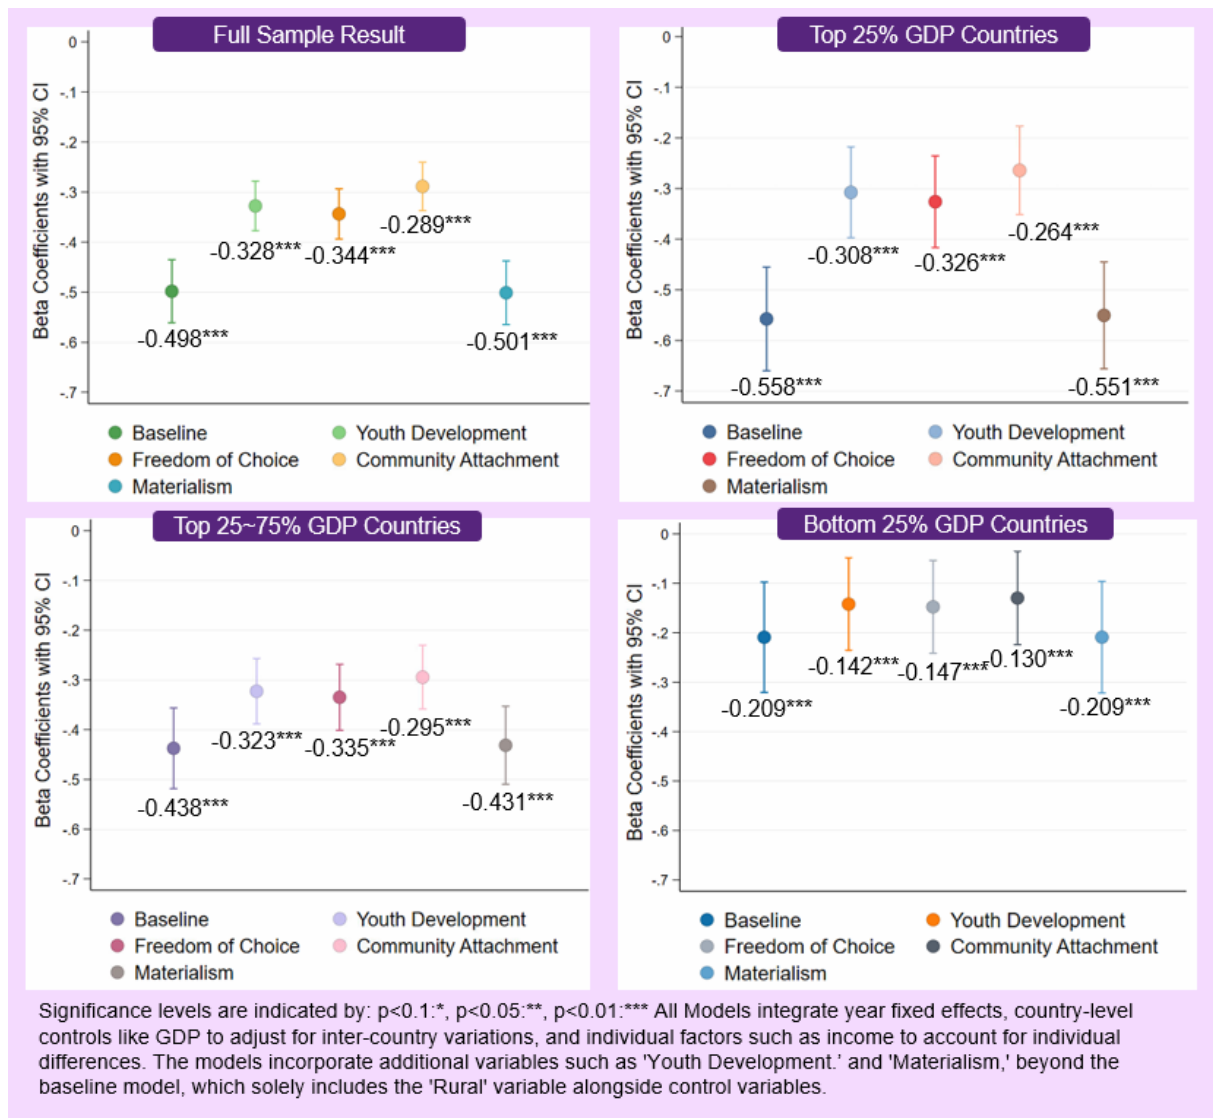 Full Sample Result
Beta Coefficients with 95% CI
0
-.1
-.2
-.3
-.4
-.5
-.6
-.7
-0.498***
-0.328***
-0.344***
-0.289***
-0.501***
Baseline
Youth Development
Freedom of Choice
Community Attachment
Materialism
Top 25% GDP Countries
Beta Coefficients with 95% CI
0
-.1
-.2
-.3
-.4
-.5
-.6
-.7
-0.558***
-0.308***
-0.326***
-0.264***
-0.551***
Baseline
Youth Development
Freedom of Choice
Community Attachment
Materialism
Top 25~75% GDP Countries
Beta Coefficients with 95% CI
0
-.1
-.2
-.3
-.4
-.5
-.6
-.7
-0.438***
-0.323***
-0.335***
-0.295***
-0.431***
Baseline
Youth Development
Freedom of Choice
Community Attachment
Materialism
Bottom 25% GDP Countries
Beta Coefficients with 95% CI
0
-.1
-.2
-.3
-.4
-.5
-.6
-.7
-0.209***
-0.142***
-0.147***
-0.130***
-0.209***
Baseline
Youth Development
Freedom of Choice
Community Attachment
Materialism
Significance levels are indicated by: p<0.1:*, p<0.05:**, p<0.01:*** All Models integrate year fixed effects, country-level
controls like GDP to adjust for inter-country variations, and individual factors such as income to account for individual
differences. The models incorporate additional variables such as 'Youth Development.' and 'Materialism,' beyond the
baseline model, which solely includes the 'Rural' variable alongside control variables.